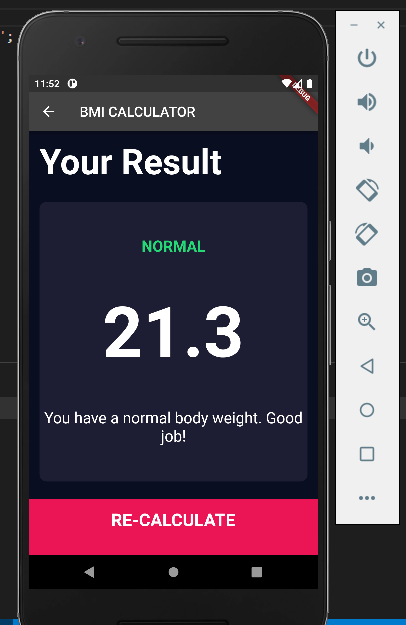 ';
11:52
DEBUG
BMI CALCULATOR
Your Result
NORMAL
21.3
You have a normal body weight. Good
job!
RE-CALCULATE